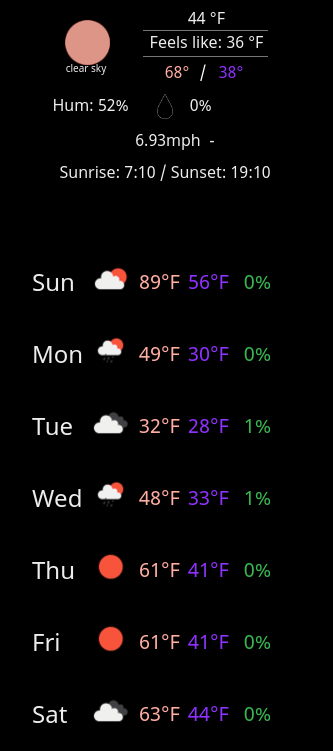 44 °F
Feels like: 36 °F
clear sky
68° / 38°
Hum: 52% 0%
6.93mph -
Sunrise: 7:10 / Sunset: 19:10
Sun 89°F 56°F 0%
Mon 49°F 30°F 0%
Tue 32°F 28°F 1%
Wed 48°F 33°F 1%
Thu 61°F 41°F 0%
Fri 61°F 41°F 0%
Sat 63°F 44°F 0%